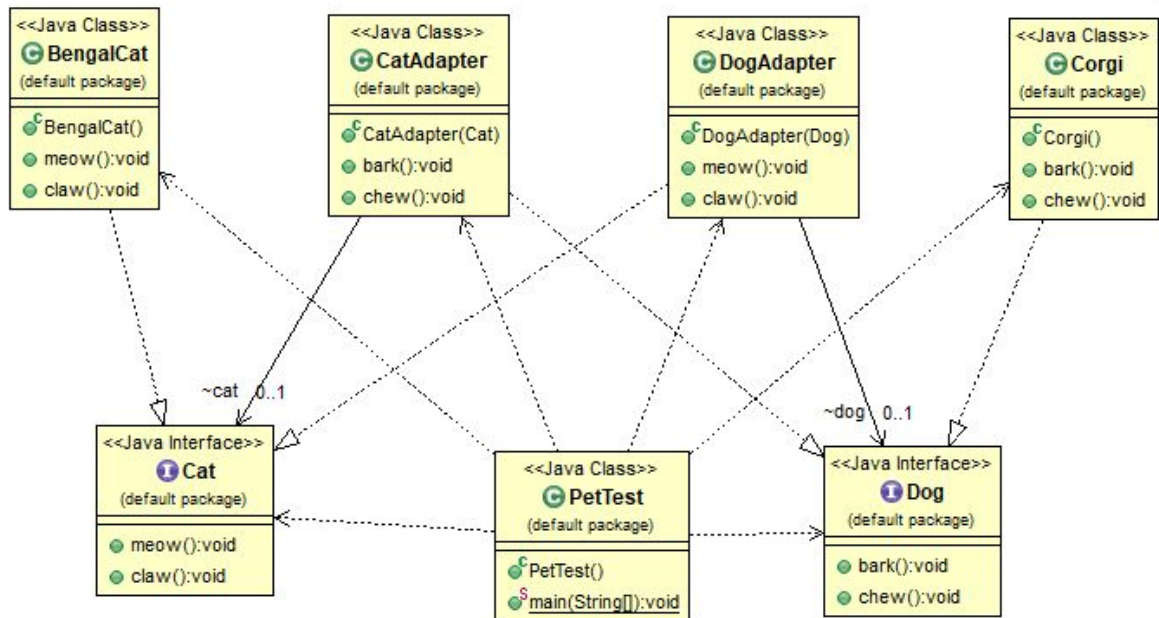 <<Java Class>>
BengalCat
(default package)
BengalCat()
meow():void
claw():void
<<Java Class>>
CatAdapter
(default package)
CatAdapter(Cat)
bark():void
chew():void
<<Java Class>>
DogAdapter
(default package)
DogAdapter(Dog)
meow():void
claw():void
<<Java Class>>
Corgi
(default package)
Corgi()
bark():void
chew():void
~cat 0..1
~dog 0..1
<<Java Interface>>
Cat
(default package)
meow():void
claw():void
<<Java Class>>
PetTest
(default package)
PetTest()
main(String[]):void
<<Java Interface>>
Dog
(default package)
bark():void
chew():void